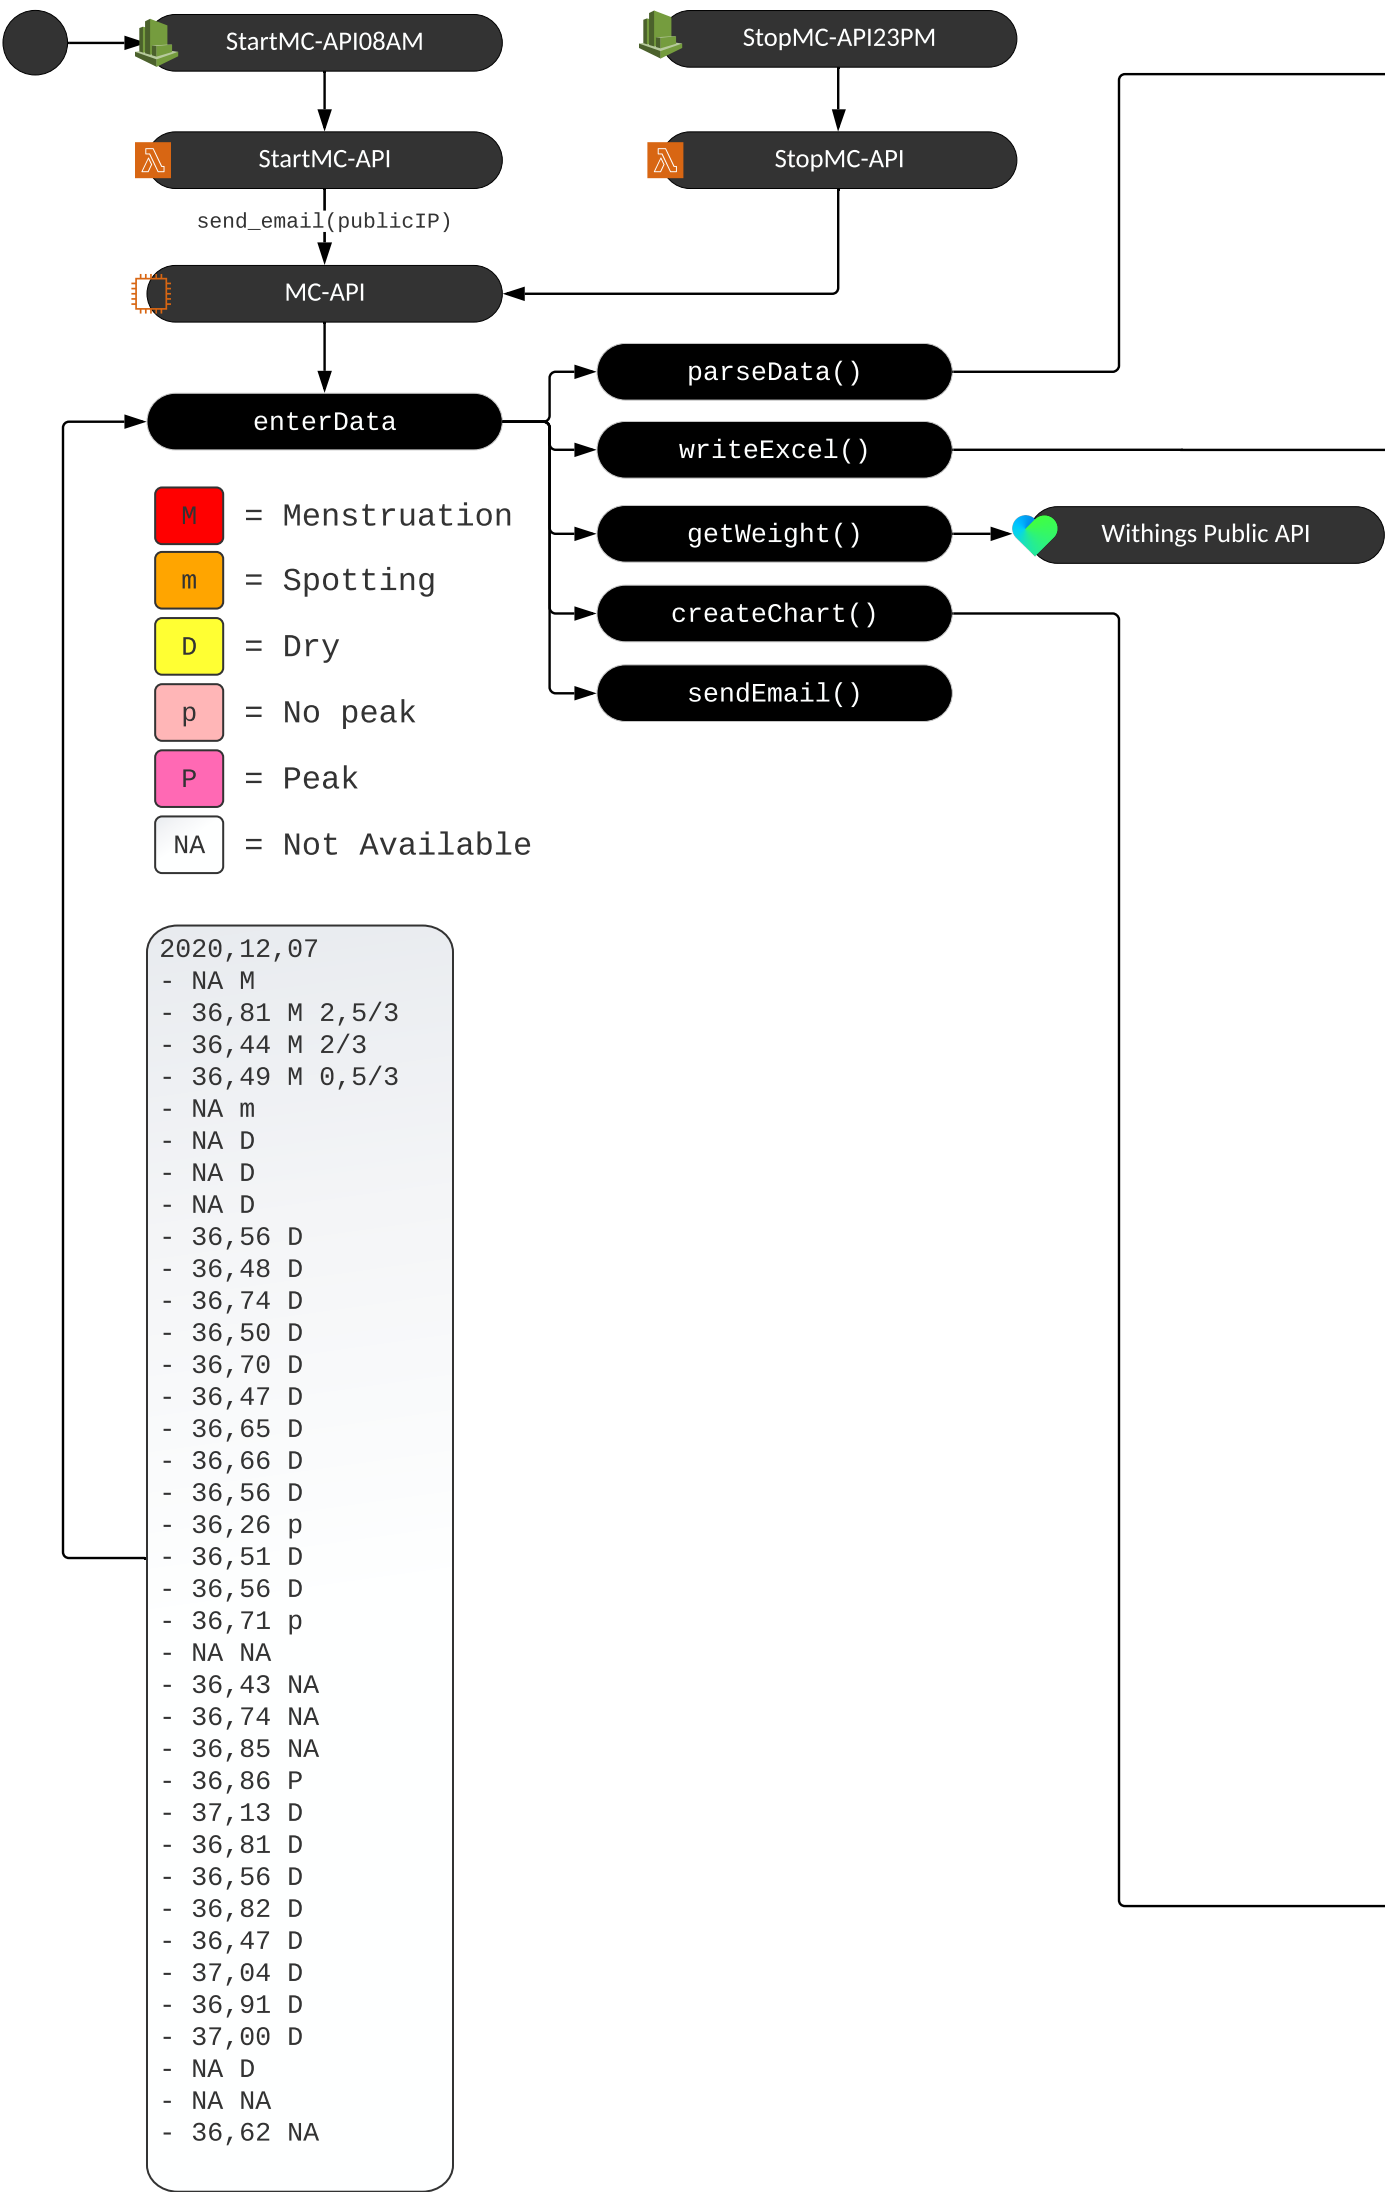 StartMC-API08AM
StopMC-API23PM
StartMC-API
StopMC-API
send_email(publicIP)
MC-API
enterData
parseData()
writeExcel()
getWeight()
Withings Public API
createChart()
sendEmail()
M = Menstruation
m = Spotting
D = Dry
p = No peak
P = Peak
NA = Not Available
2020,12,07
- NA M
- 36,81 M 2,5/3
- 36,44 M 2/3
- 36,49 M 0,5/3
- NA m
- NA D
- NA D
- NA D
- 36,56 D
- 36,48 D
- 36,74 D
- 36,50 D
- 36,70 D
- 36,47 D
- 36,65 D
- 36,66 D
- 36,56 D
- 36,26 p
- 36,51 D
- 36,56 D
- 36,71 p
- NA NA
- 36,43 NA
- 36,74 NA
- 36,85 NA
- 36,86 P
- 37,13 D
- 36,81 D
- 36,56 D
- 36,82 D
- 36,47 D
- 37,04 D
- 36,91 D
- 37,00 D
- NA D
- NA NA
- 36,62 NA